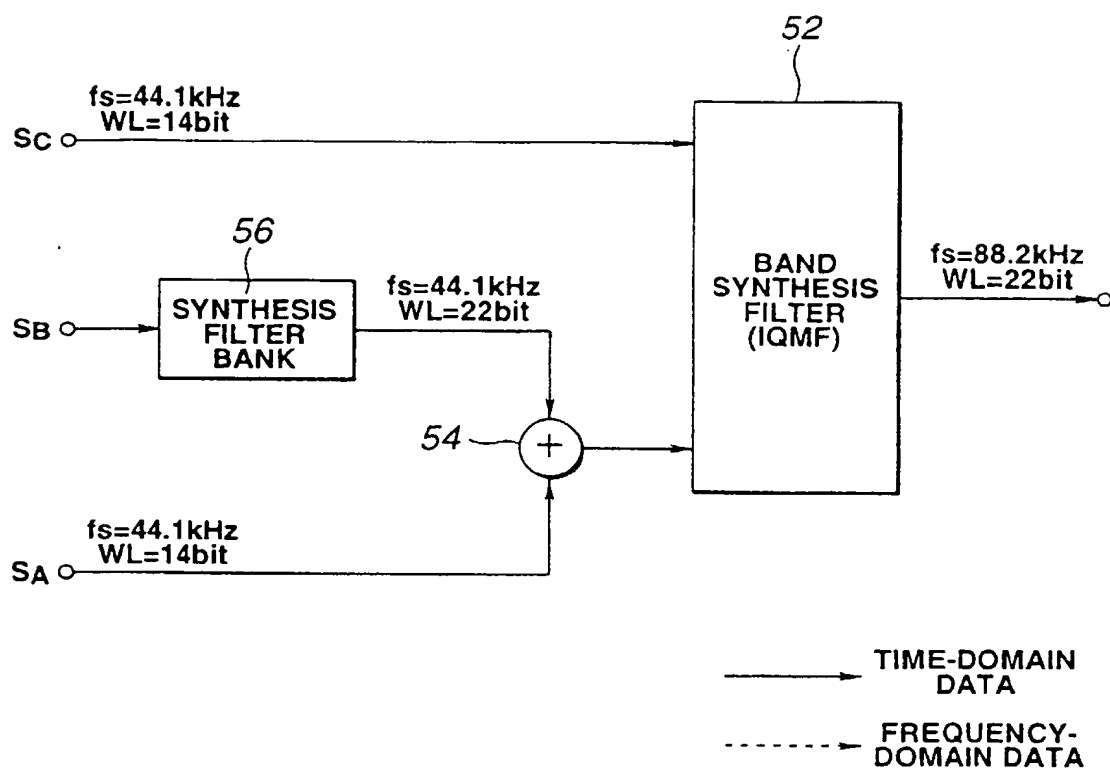 52
fs=44.1kHz
WL=14bit
SC
56
SYNTHESIS
FILTER
BANK
fs=44.1kHz
WL=22bit
SB
BAND
SYNTHESIS
FILTER
(IQMF)
fs=88.2kHz
WL=22bit
54
+
fs=44.1kHz
WL=14bit
SA
TIME-DOMAIN
DATA
FREQUENCY-
DOMAIN DATA